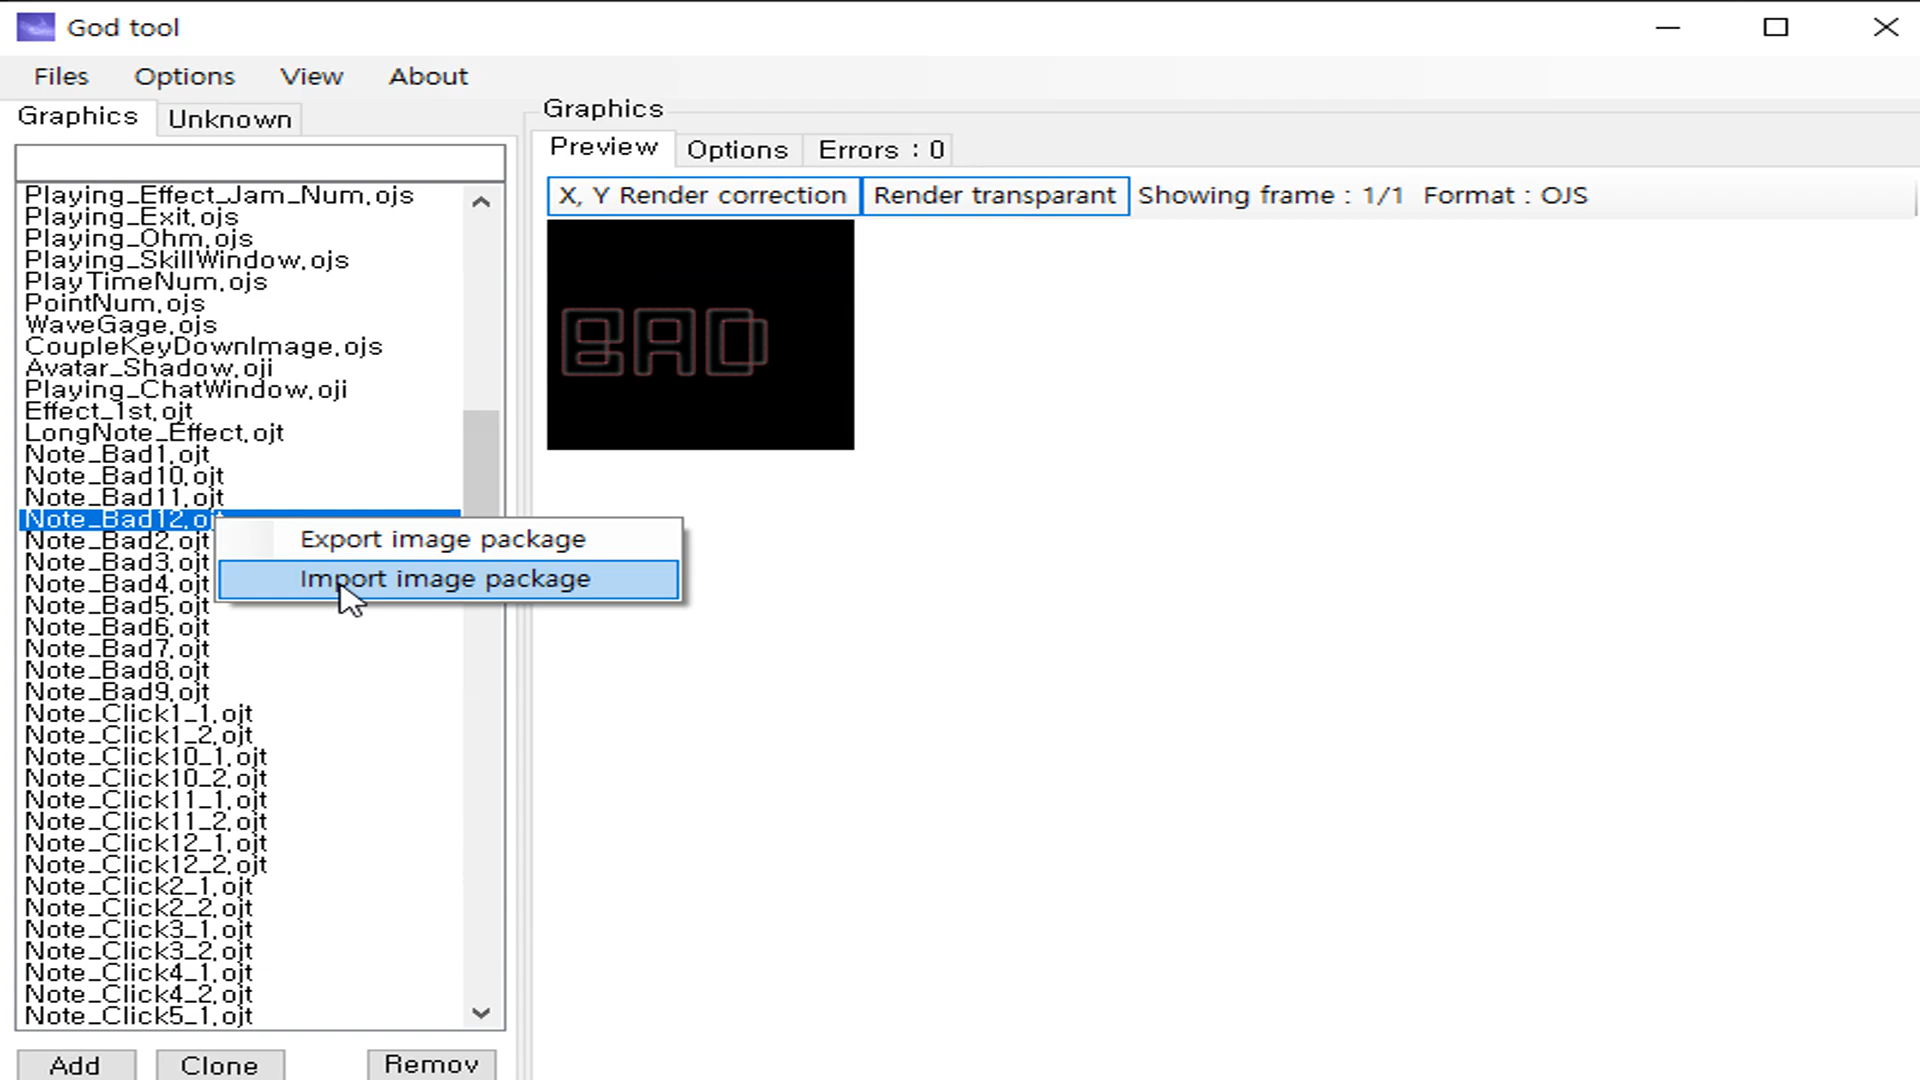 God tool
Files Options View About
Graphics Unknown
Playing_Effect_Jam_Num.ojs
Playing_Exit.ojs
Playing_Ohm.ojs
Playing_SkillWindow.ojs
PlayTimeNum.ojs
PointNum.ojs
WaveGage.ojs
CoupleKeyDownImage.ojs
Avatar_Shadow.oji
Playing_ChatWindow.oji
Effect_1st.ojt
LongNote_Effect.ojt
Note_Bad1.ojt
Note_Bad10.ojt
Note_Bad11.ojt
Note_Bad12.ojt
Note_Bad2.ojt
Note_Bad3.ojt
Note_Bad4.ojt
Note_Bad5.ojt
Note_Bad6.ojt
Note_Bad7.ojt
Note_Bad8.ojt
Note_Bad9.ojt
Note_Click1_1.ojt
Note_Click1_2.ojt
Note_Click10_1.ojt
Note_Click10_2.ojt
Note_Click11_1.ojt
Note_Click11_2.ojt
Note_Click12_1.ojt
Note_Click12_2.ojt
Note_Click2_1.ojt
Note_Click2_2.ojt
Note_Click3_1.ojt
Note_Click3_2.ojt
Note_Click4_1.ojt
Note_Click4_2.ojt
Note_Click5_1.ojt
Add Clone Remov
Export image package
Import image package
Graphics
Preview Options Errors : 0
X, Y Render correction Render transparant Showing frame : 1/1 Format : OJS
BAD